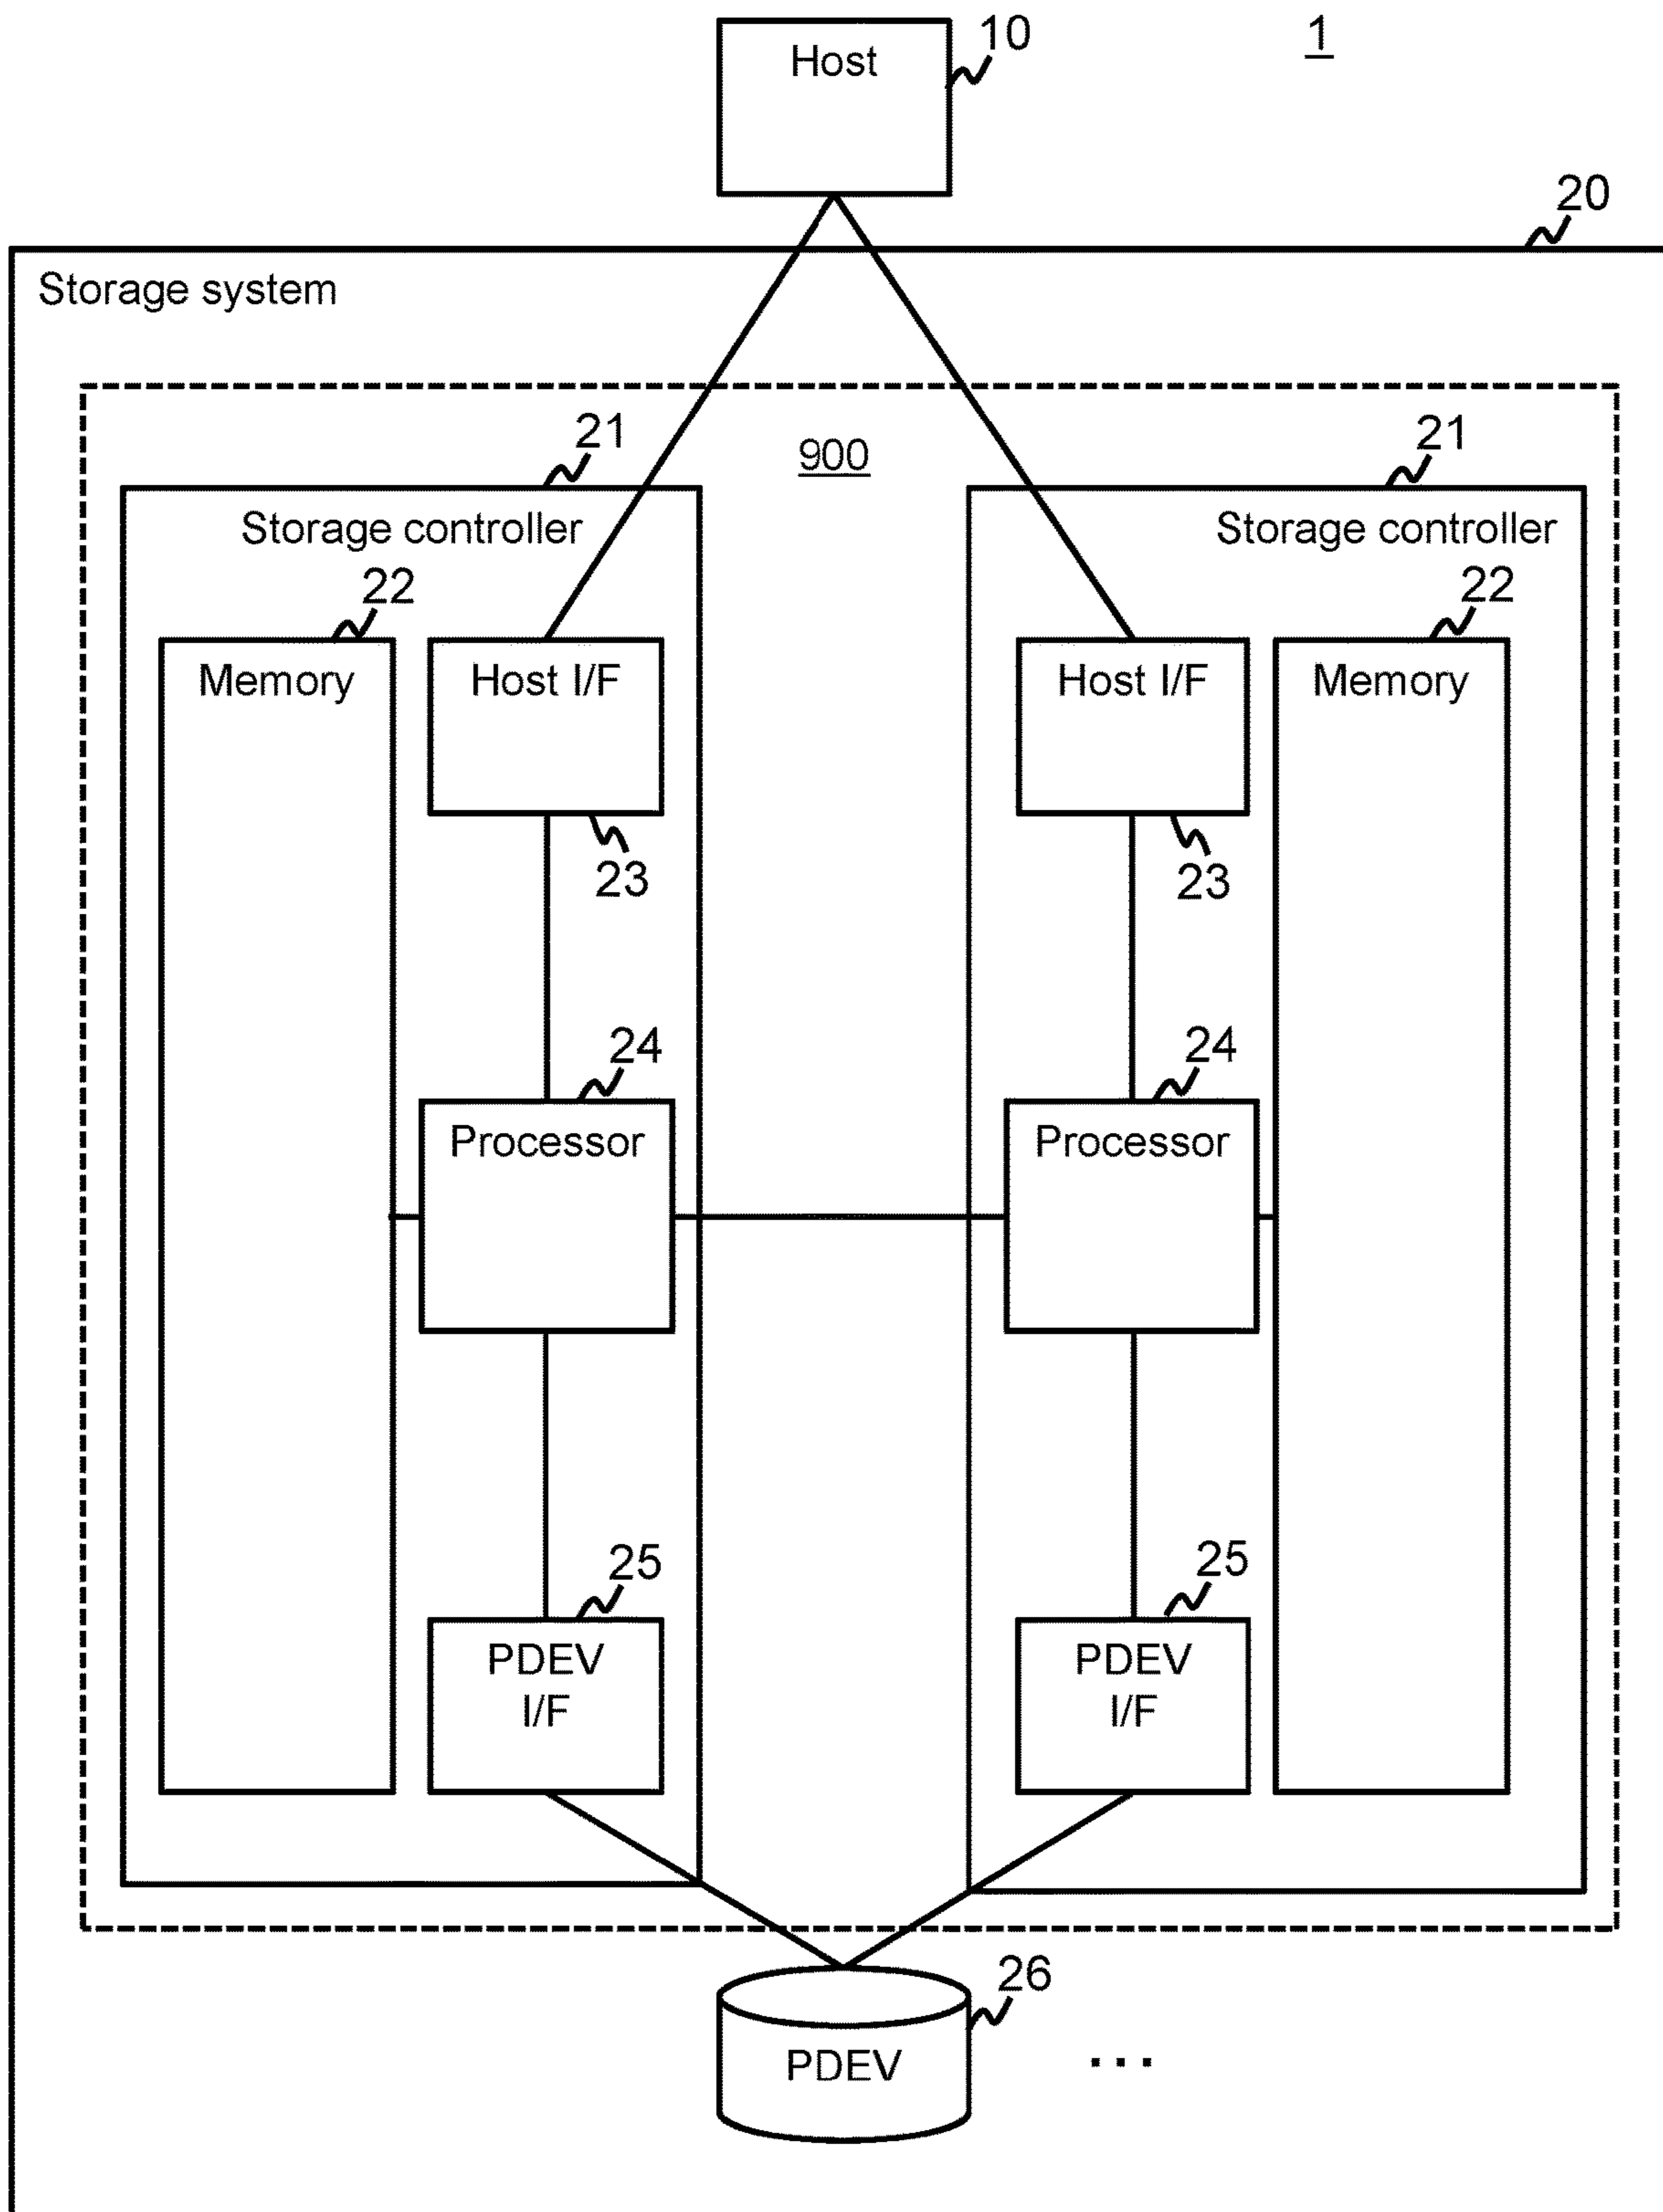 Host
10
1
20
Storage system
21
900
21
Storage controller
Storage controller
22
22
Memory
Host I/F
Host I/F
Memory
23
23
24
24
Processor
Processor
25
25
PDEV
I/F
PDEV
I/F
26
PDEV
...